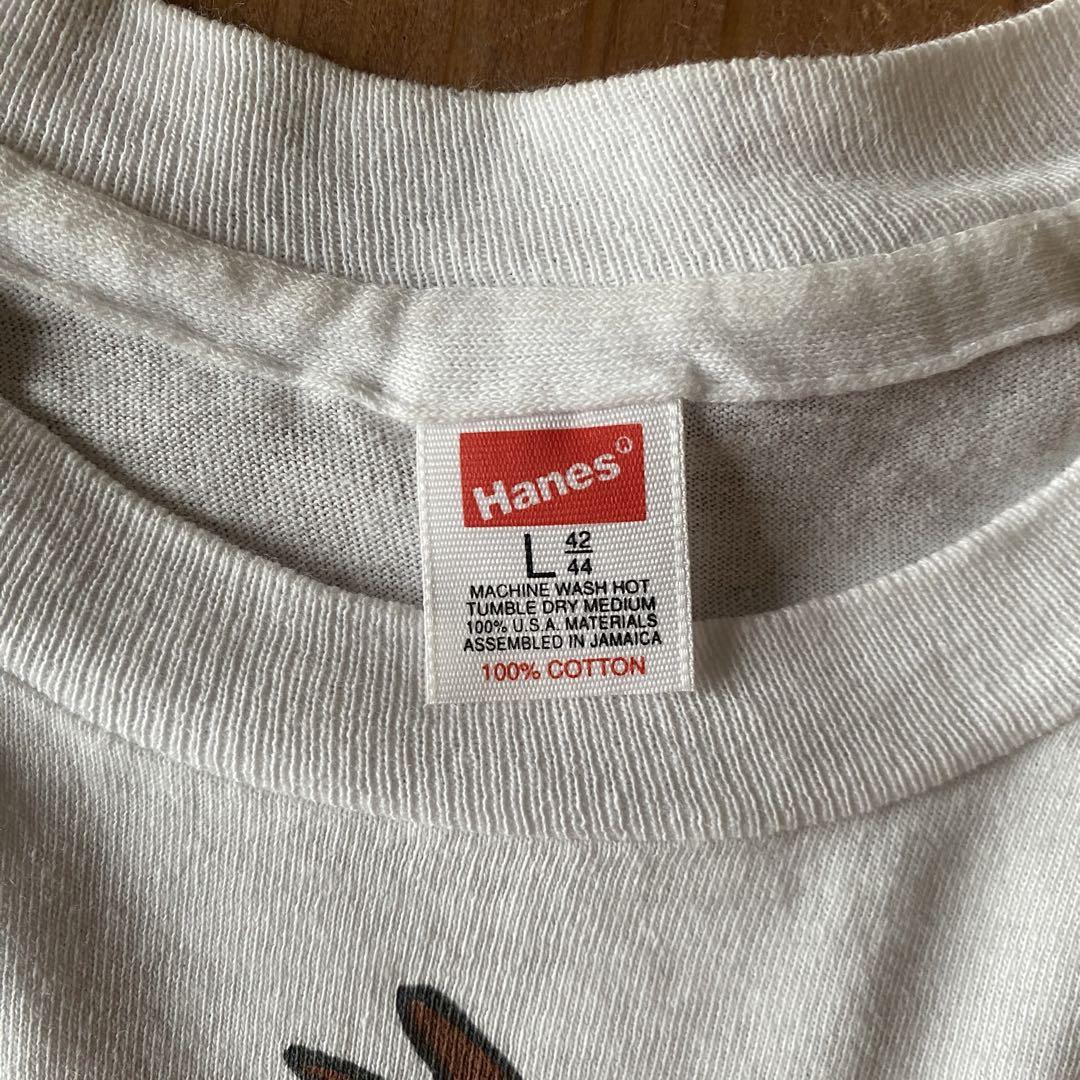 Hanes®
L 42/44
MACHINE WASH HOT
TUMBLE DRY MEDIUM
100% U.S.A. MATERIALS
ASSEMBLED IN JAMAICA
100% COTTON